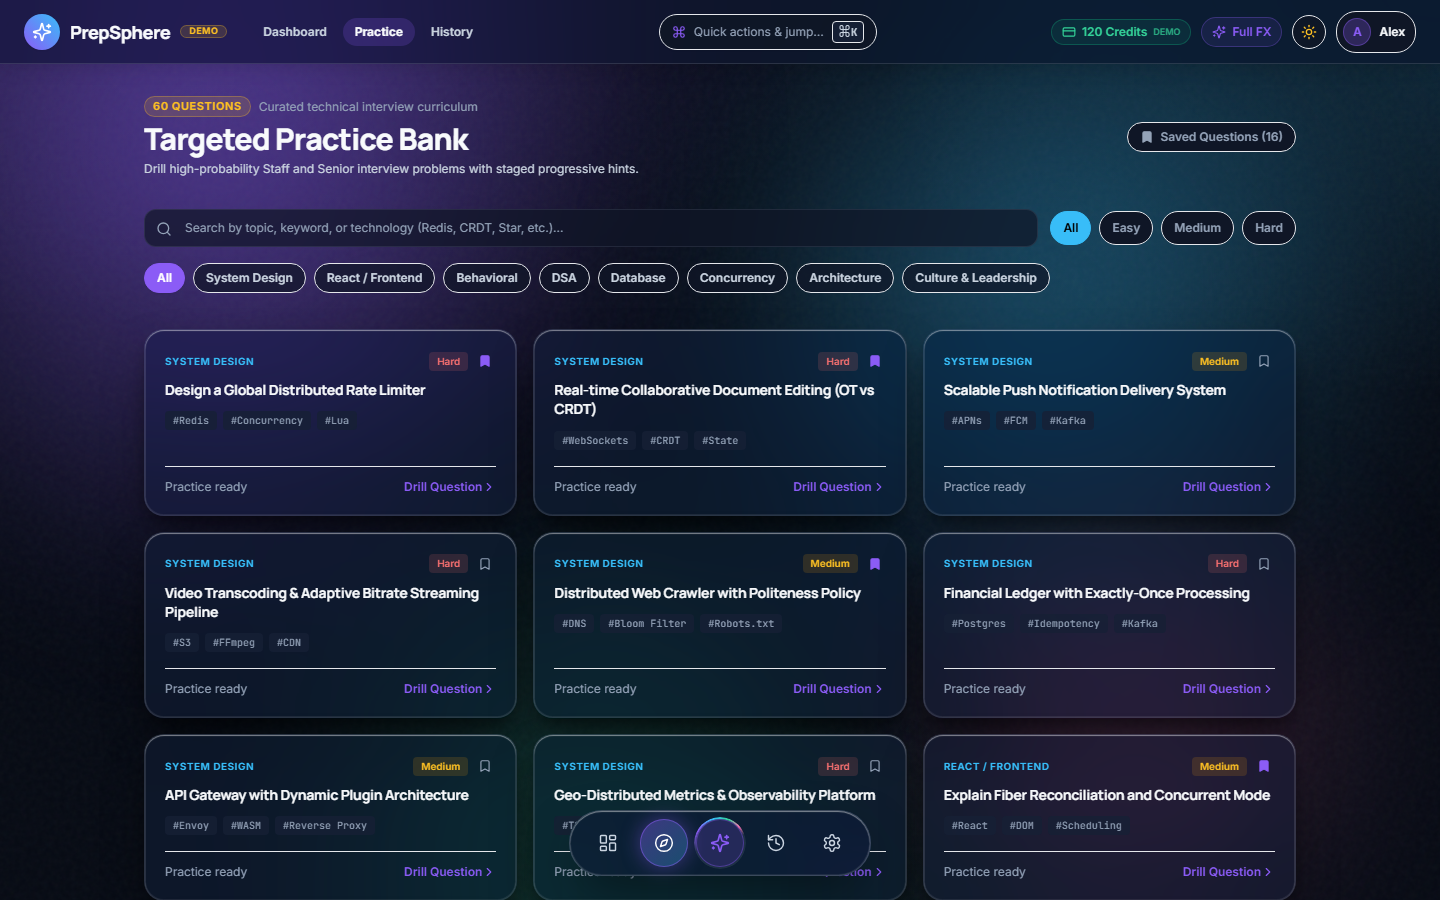 PrepSphere DEMO Dashboard Practice History Quick actions & jump... ⌘K 120 Credits DEMO Full FX A Alex
60 QUESTIONS Curated technical interview curriculum
Targeted Practice Bank
Saved Questions (16)
Drill high-probability Staff and Senior interview problems with staged progressive hints.
Search by topic, keyword, or technology (Redis, CRDT, Star, etc.)... All Easy Medium Hard
All System Design React / Frontend Behavioral DSA Database Concurrency Architecture Culture & Leadership
SYSTEM DESIGN Hard
Design a Global Distributed Rate Limiter
#Redis #Concurrency #Lua
Practice ready Drill Question
SYSTEM DESIGN Hard
Real-time Collaborative Document Editing (OT vs
CRDT)
#WebSockets #CRDT #State
Practice ready Drill Question
SYSTEM DESIGN Medium
Scalable Push Notification Delivery System
#APNs #FCM #Kafka
Practice ready Drill Question
SYSTEM DESIGN Hard
Video Transcoding & Adaptive Bitrate Streaming
Pipeline
#S3 #FFmpeg #CDN
Practice ready Drill Question
SYSTEM DESIGN Medium
Distributed Web Crawler with Politeness Policy
#DNS #Bloom Filter #Robots.txt
Practice ready Drill Question
SYSTEM DESIGN Hard
Financial Ledger with Exactly-Once Processing
#Postgres #Idempotency #Kafka
Practice ready Drill Question
SYSTEM DESIGN Medium
API Gateway with Dynamic Plugin Architecture
#Envoy #WASM #Reverse Proxy
Practice ready Drill Question
SYSTEM DESIGN Hard
Geo-Distributed Metrics & Observability Platform
REACT / FRONTEND Medium
Explain Fiber Reconciliation and Concurrent Mode
#React #DOM #Scheduling
Practice ready Drill Question